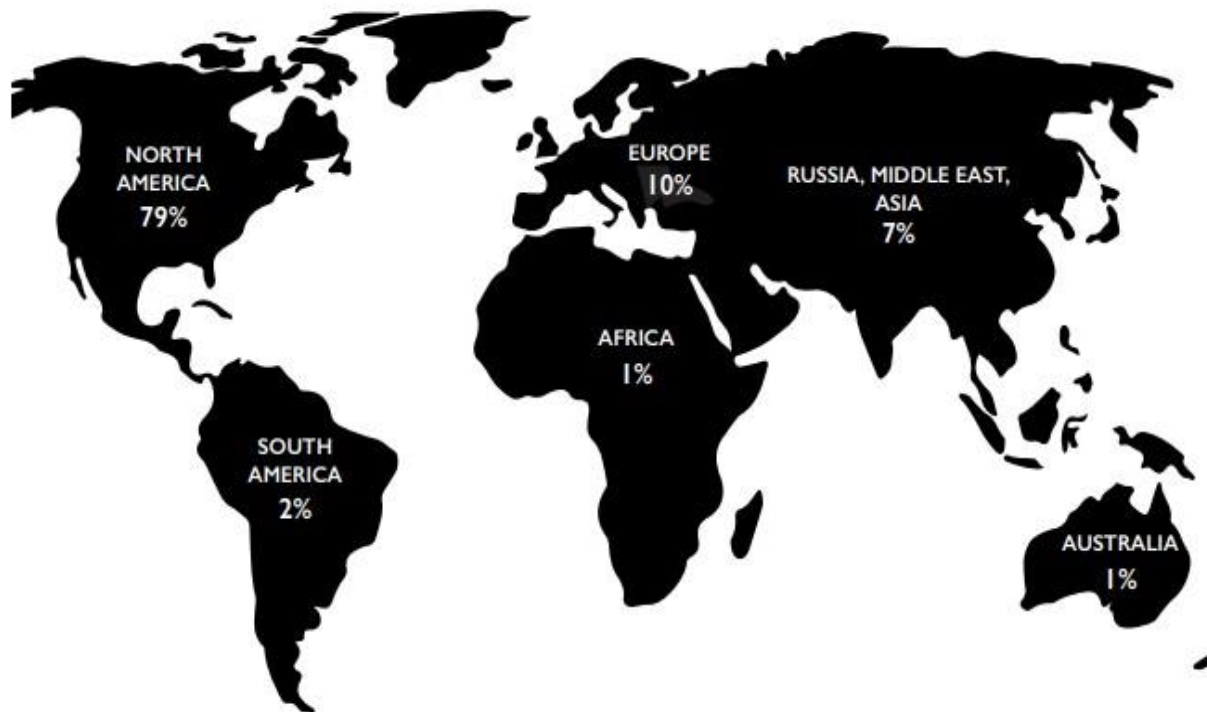 NORTH
AMERICA
79%
EUROPE
10%
RUSSIA, MIDDLE EAST,
ASIA
7%
AFRICA
1%
SOUTH
AMERICA
2%
AUSTRALIA
1%